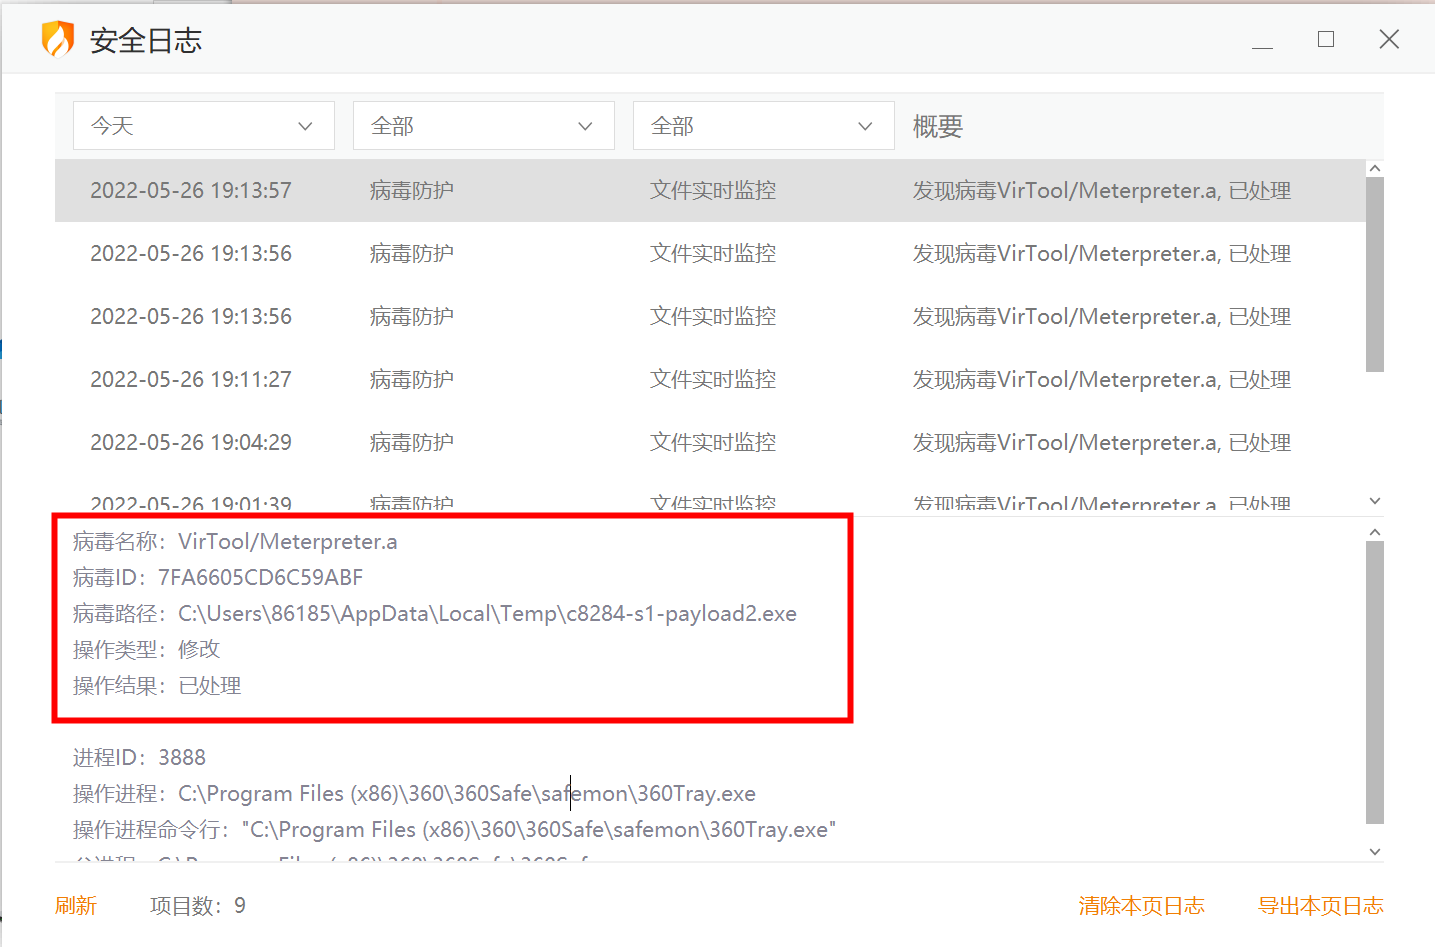 安全日志
今天 全部 全部 概要
2022-05-26 19:13:57 病毒防护 文件实时监控 发现病毒VirTool/Meterpreter.a, 已处理
2022-05-26 19:13:56 病毒防护 文件实时监控 发现病毒VirTool/Meterpreter.a, 已处理
2022-05-26 19:13:56 病毒防护 文件实时监控 发现病毒VirTool/Meterpreter.a, 已处理
2022-05-26 19:11:27 病毒防护 文件实时监控 发现病毒VirTool/Meterpreter.a, 已处理
2022-05-26 19:04:29 病毒防护 文件实时监控 发现病毒VirTool/Meterpreter.a, 已处理
2022-05-26 19:01:39 病毒防护 文件实时监控 发现病毒VirTool/Meterpreter.a, 已处理
病毒名称：VirTool/Meterpreter.a
病毒ID：7FA6605CD6C59ABF
病毒路径：C:\Users\86185\AppData\Local\Temp\c8284-s1-payload2.exe
操作类型：修改
操作结果：已处理
进程ID：3888
操作进程：C:\Program Files (x86)\360\360Safe\safemon\360Tray.exe
操作进程命令行："C:\Program Files (x86)\360\360Safe\safemon\360Tray.exe"
刷新 项目数：9 清除本页日志 导出本页日志